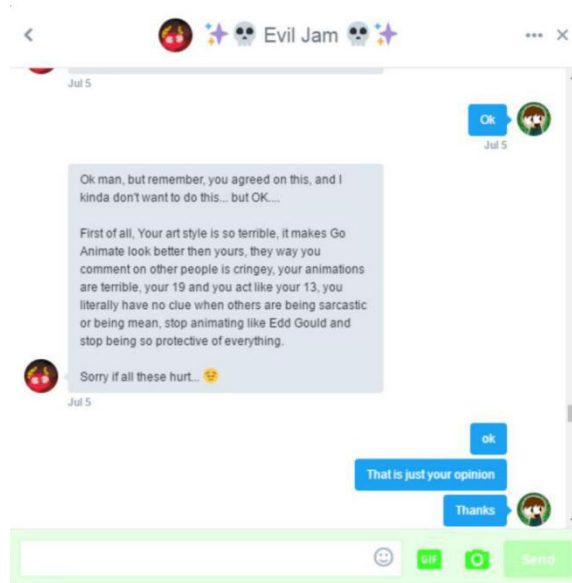 Evil Jam
Jul 5
Ok
Jul 5
Ok man, but remember, you agreed on this, and I
kinda don't want to do this... but OK....
First of all, Your art style is so terrible, it makes Go
Animate look better then yours, they way you
comment on other people is cringey, your animations
are terrible, your 19 and you act like your 13, you
literally have no clue when others are being sarcastic
or being mean, stop animating like Edd Gould and
stop being so protective of everything.
Sorry if all these hurt...
Jul 5
ok
That is just your opinion
Thanks
GIF
Send